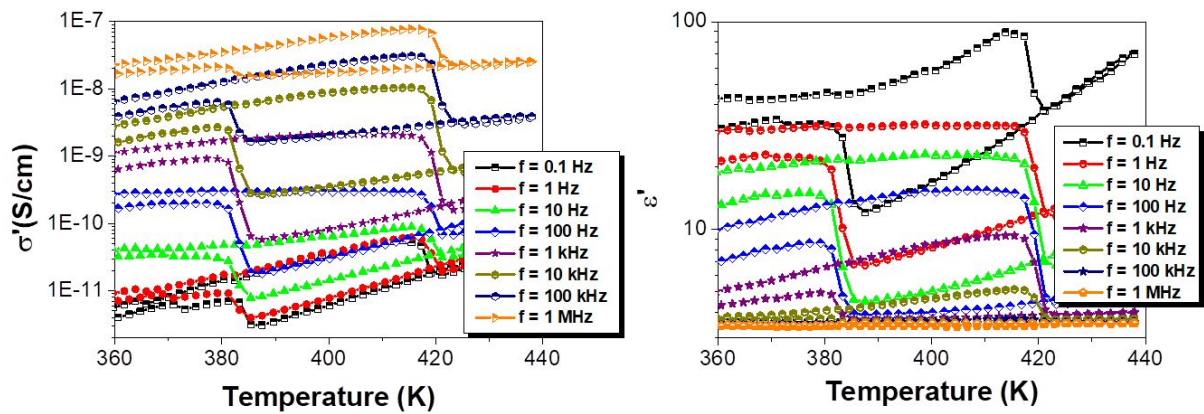 1E-7
1E-8
1E-9
1E-10
1E-11
σ'(S/cm)
360 380 400 420 440
Temperature (K)
f = 0.1 Hz
f = 1 Hz
f = 10 Hz
f = 100 Hz
f = 1 kHz
f = 10 kHz
f = 100 kHz
f = 1 MHz
100
10
ε'
360 380 400 420 440
Temperature (K)
f = 0.1 Hz
f = 1 Hz
f = 10 Hz
f = 100 Hz
f = 1 kHz
f = 10 kHz
f = 100 kHz
f = 1 MHz